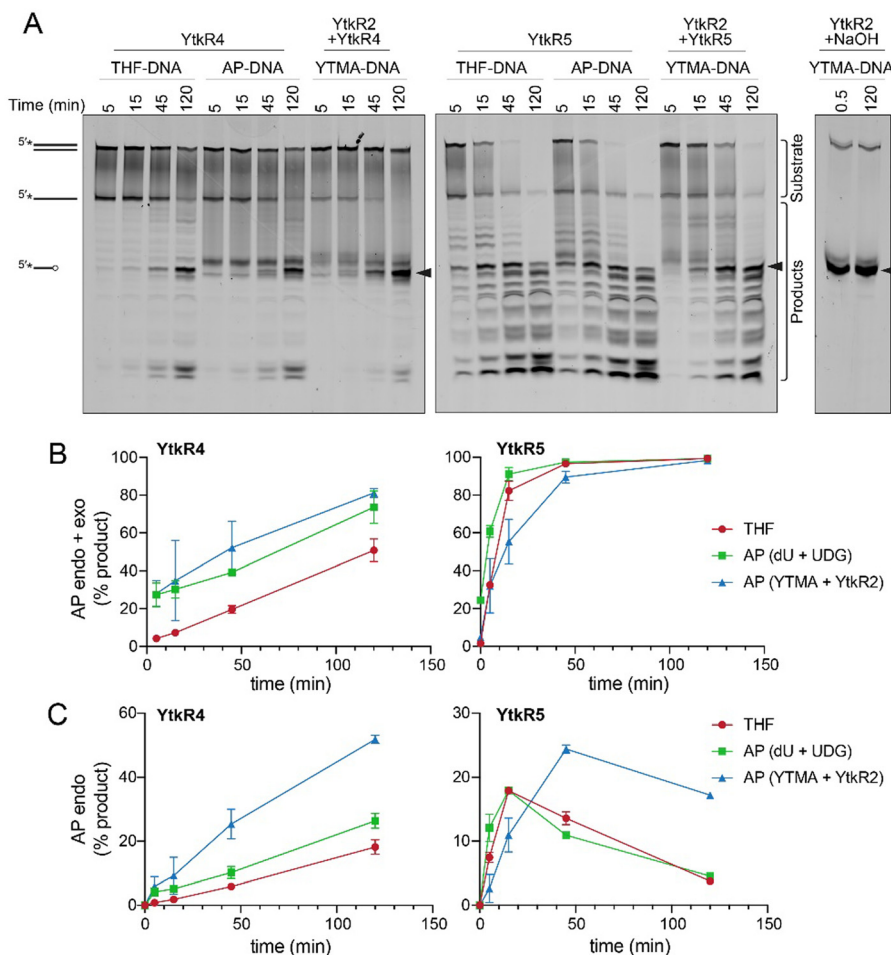 A
YtkR4
YtkR2
+YtkR4
YtkR5
YtkR2
+YtkR5
YtkR2
+NaOH
THF-DNA AP-DNA YTMA-DNA
THF-DNA AP-DNA YTMA-DNA
YTMA-DNA
Time (min) 5 15 45 120 5 15 45 120 5 15 45 120
5 15 45 120 5 15 45 120 5 15 45 120
0.5 120
5'*
5'*
5'*
Substrate
Products
B
YtkR4
YtkR5
AP endo + exo
(% product)
100
80
60
40
20
0
0 50 100 150
time (min)
100
80
60
40
20
0
0 50 100 150
time (min)
THF
AP (dU + UDG)
AP (YTMA + YtkR2)
C
YtkR4
YtkR5
AP endo
(% product)
60
40
20
0
0 50 100 150
time (min)
30
20
10
0
0 50 100 150
time (min)
THF
AP (dU + UDG)
AP (YTMA + YtkR2)